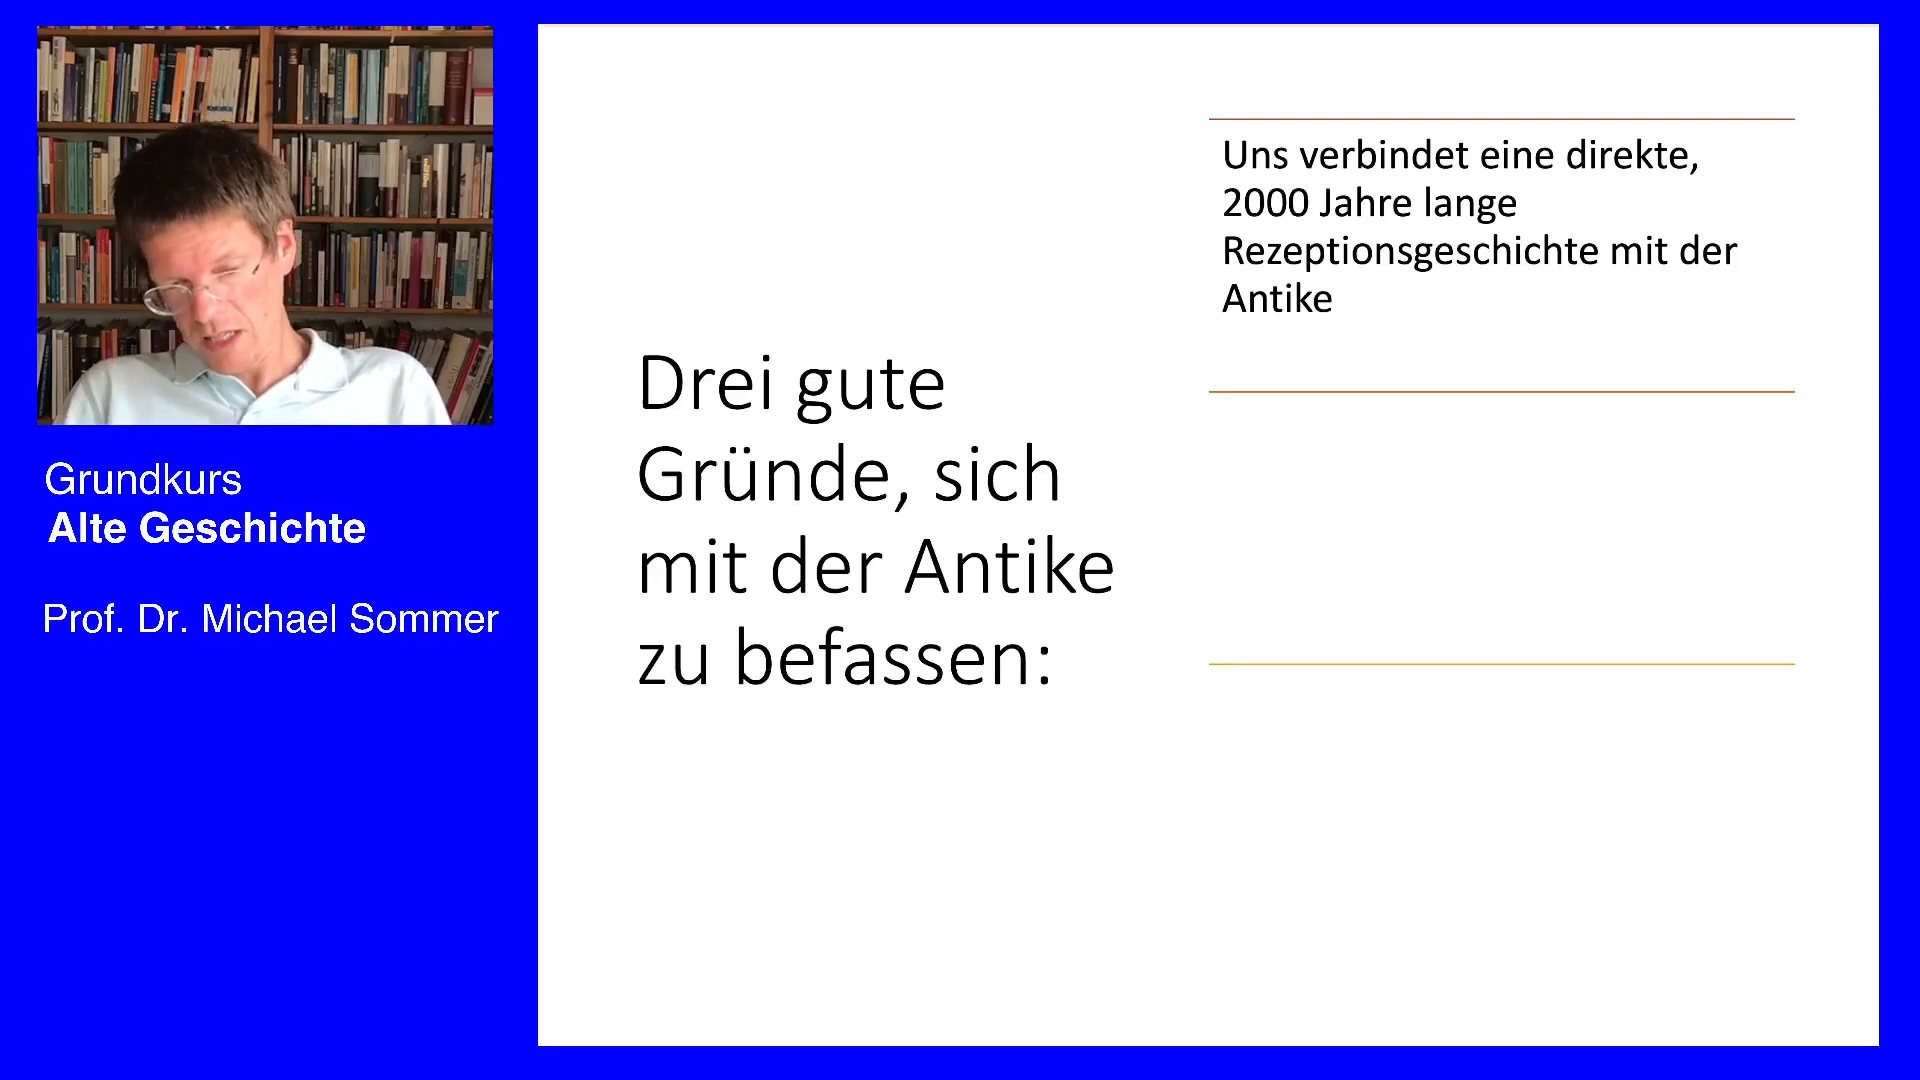 Grundkurs
Alte Geschichte
Prof. Dr. Michael Sommer
Drei gute
Gründe, sich
mit der Antike
zu befassen:
Uns verbindet eine direkte,
2000 Jahre lange
Rezeptionsgeschichte mit der
Antike